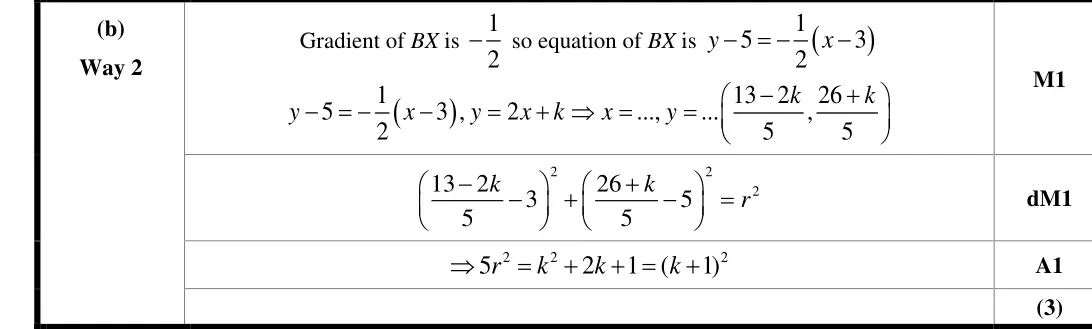 (b)
Way 2
Gradient of BX is −1/2 so equation of BX is y − 5 = −1/2 (x − 3)
y − 5 = −1/2 (x − 3), y = 2x + k ⇒ x = ..., y = ... ((13 − 2k)/5, (26 + k)/5)
M1
((13 − 2k)/5 − 3)² + ((26 + k)/5 − 5)² = r²
dM1
⇒ 5r² = k² + 2k + 1 = (k + 1)²
A1
(3)